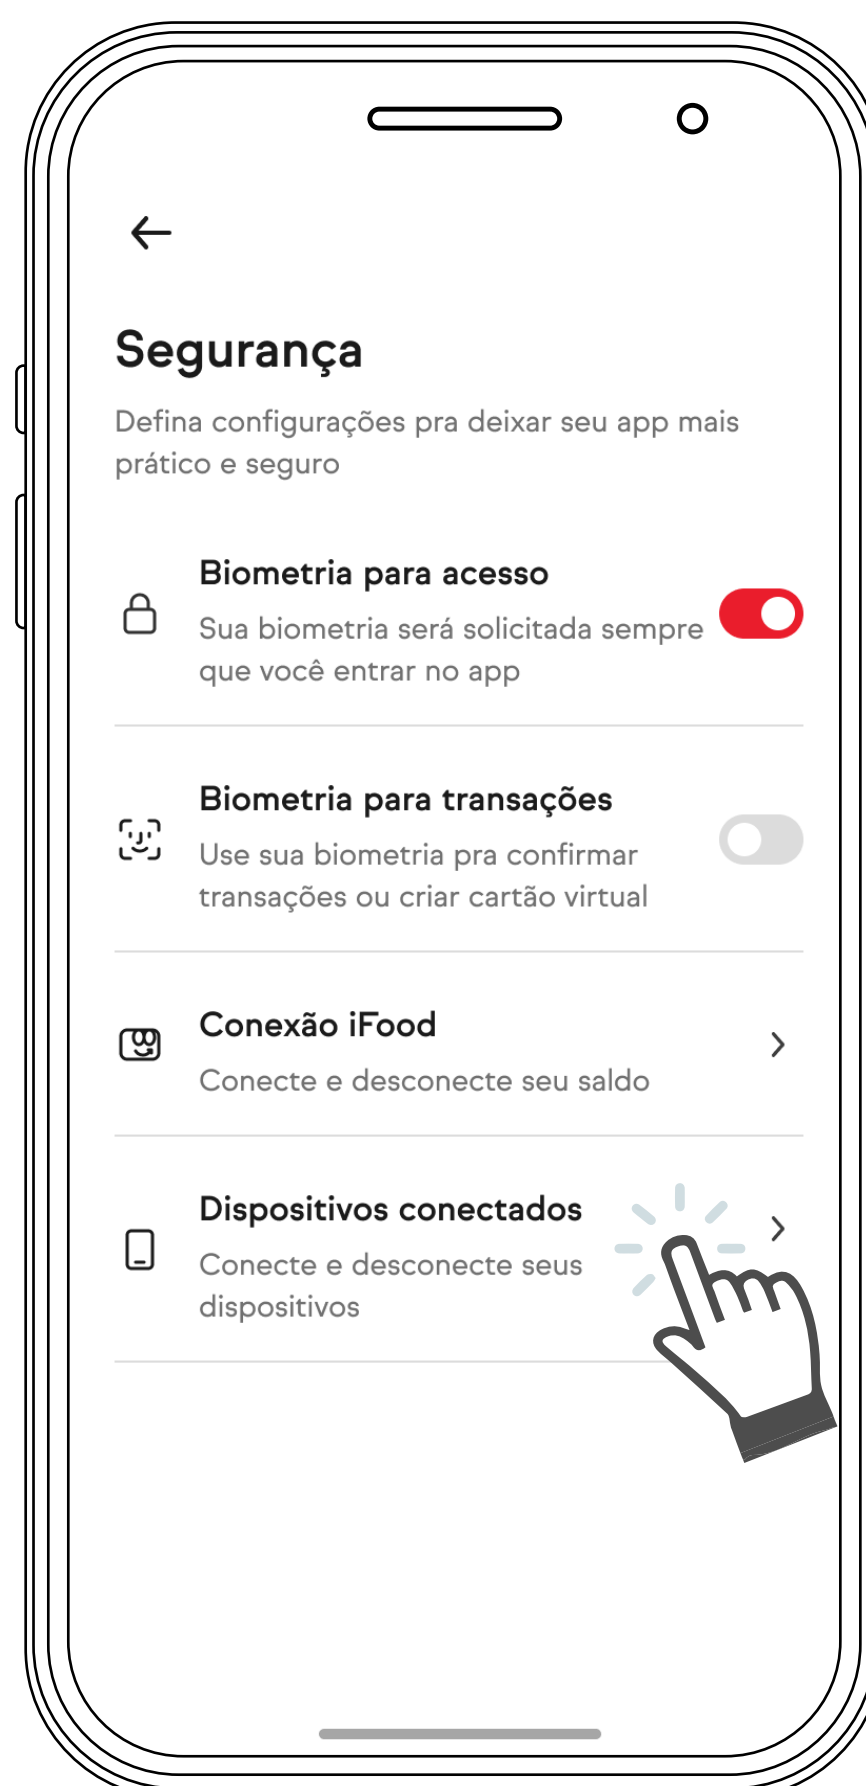 Segurança
Defina configurações pra deixar seu app mais
prático e seguro
Biometria para acesso
Sua biometria será solicitada sempre
que você entrar no app
Biometria para transações
Use sua biometria pra confirmar
transações ou criar cartão virtual
Conexão iFood
Conecte e desconecte seu saldo
Dispositivos conectados
Conecte e desconecte seus
dispositivos